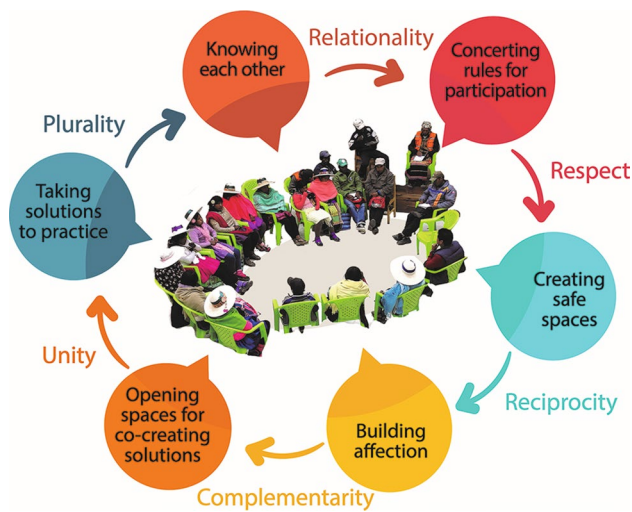 Knowing
each other
Relationality
Concerting
rules for
participation
Respect
Creating
safe
spaces
Reciprocity
Building
affection
Complementarity
Opening
spaces for
co-creating
solutions
Unity
Taking
solutions
to practice
Plurality